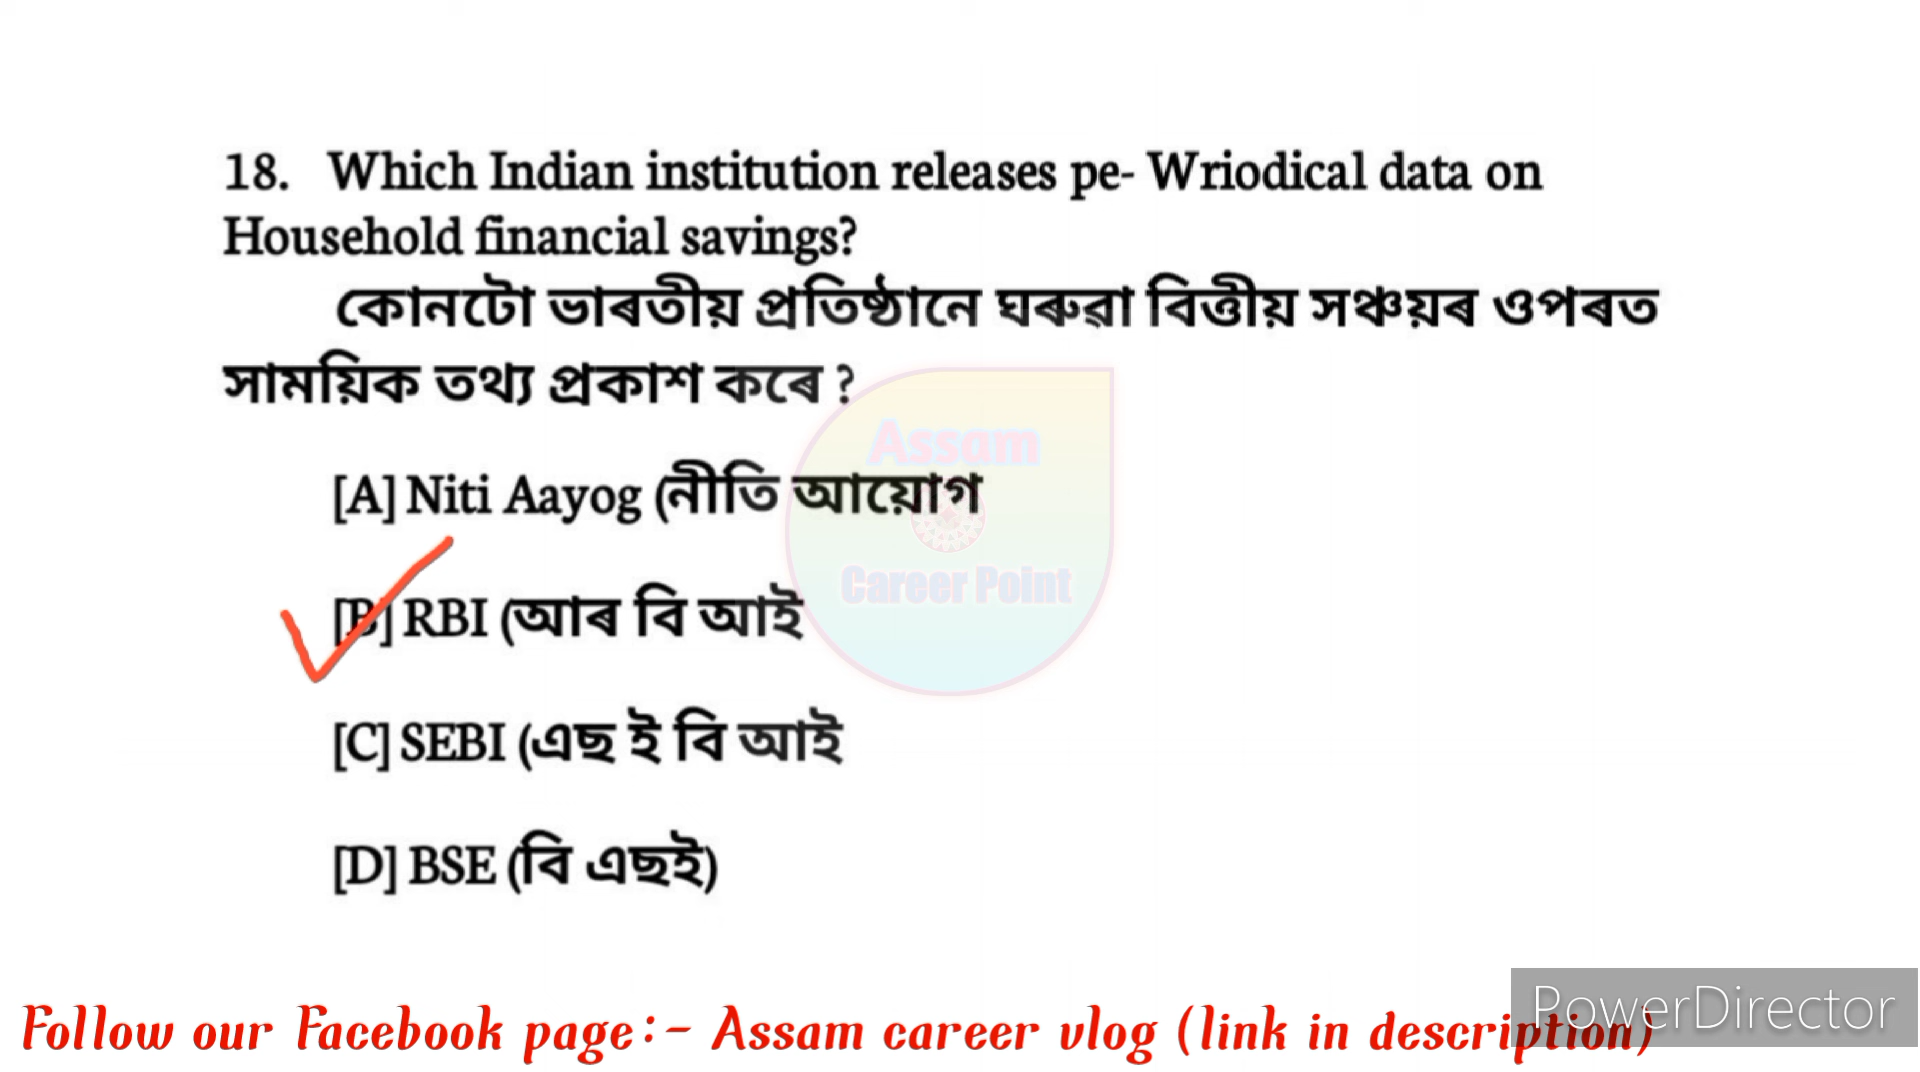 18. Which Indian institution releases pe- Wriodical data on
Household financial savings?
কোনটো ভাৰতীয় প্ৰতিষ্ঠানে ঘৰুৱা বিত্তীয় সঞ্চয়ৰ ওপৰত
সাময়িক তথ্য প্ৰকাশ কৰে ?
Assam
[A] Niti Aayog (নীতি আয়োগ
Career Point
[B] RBI (আৰ বি আই
[C] SEBI (এছ ই বি আই
[D] BSE (বি এছই)
PowerDirector
Follow our Facebook page:- Assam career vlog (link in description)